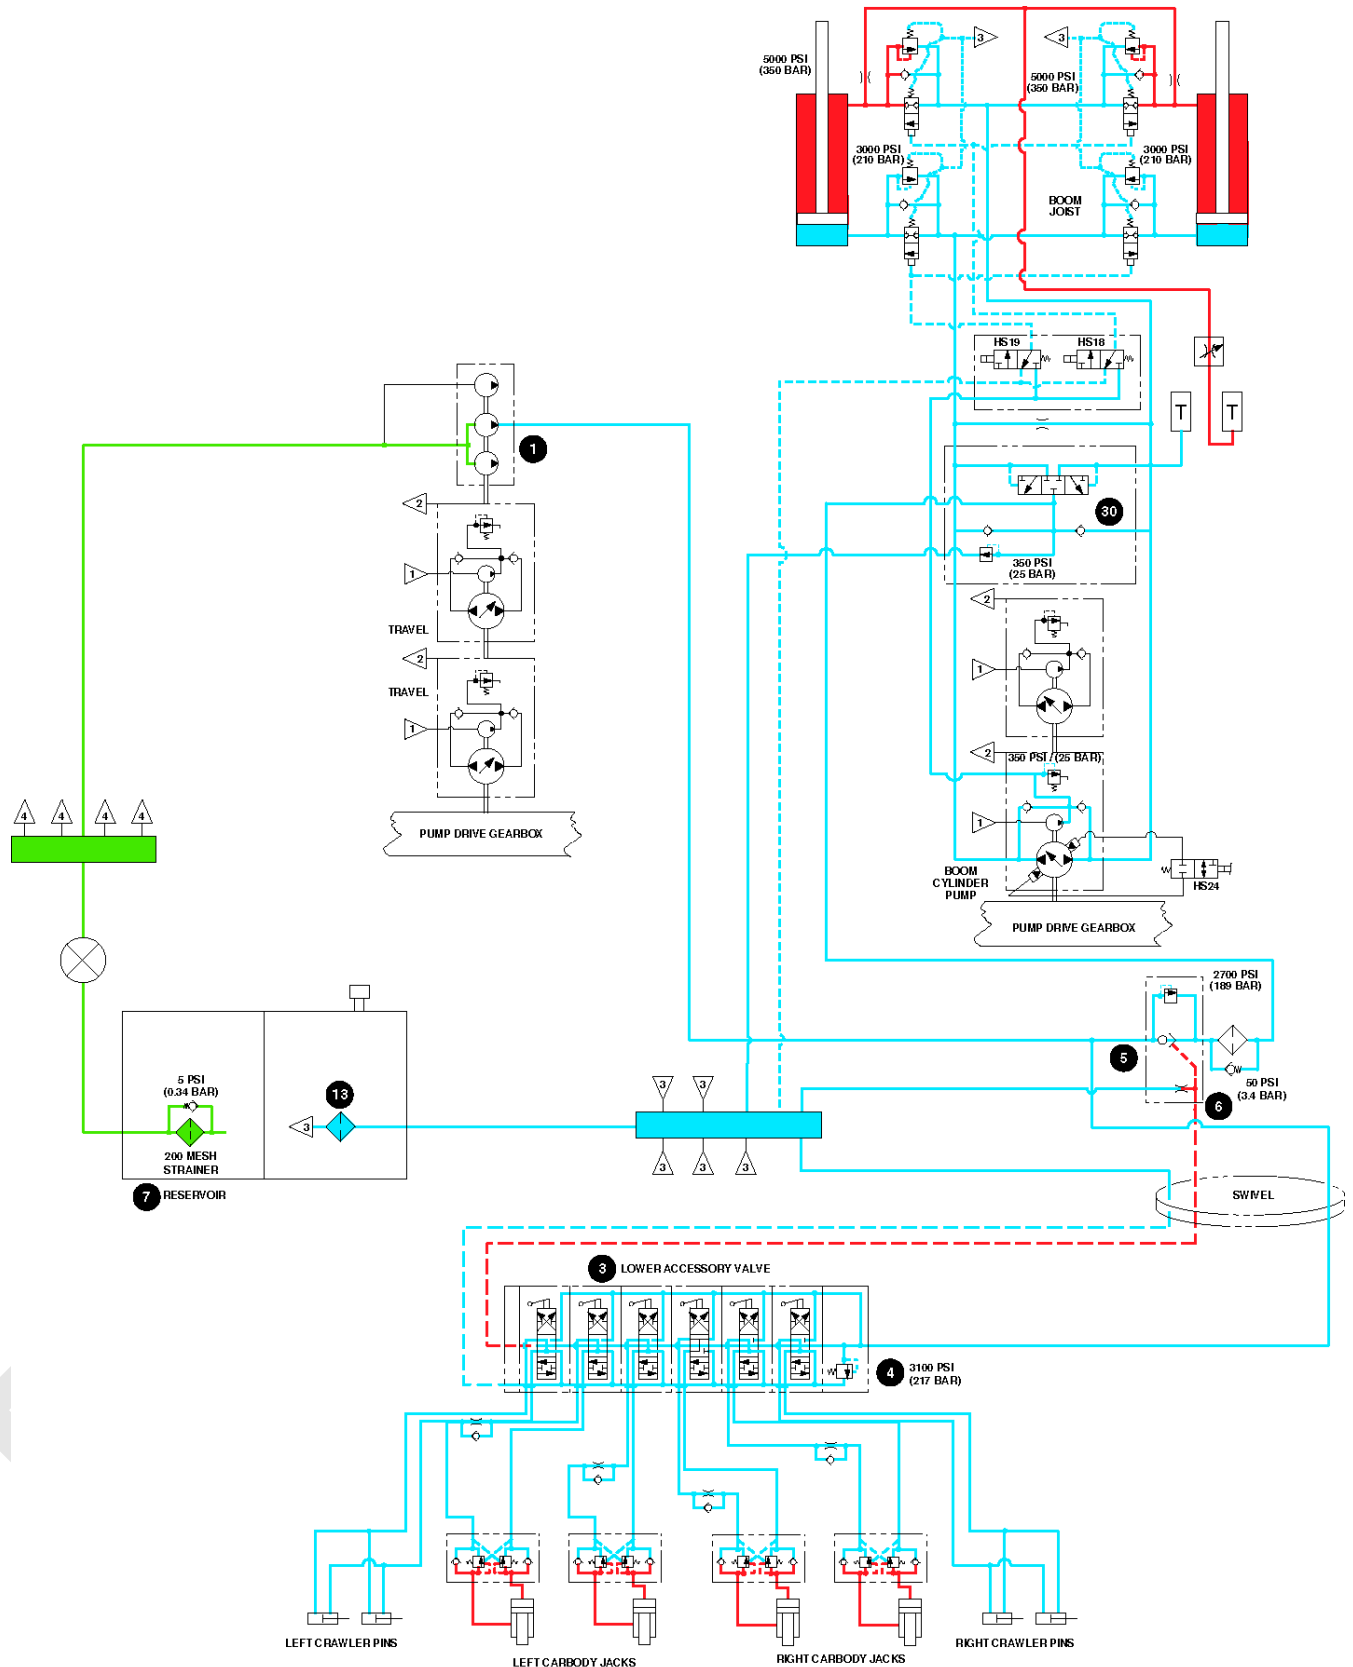 3
3
5000 PSI
(350 BAR)
5000 PSI
(350 BAR)
3000 PSI
(210 BAR)
3000 PSI
(210 BAR)
BOOM
JOIST
HS19
HS18
T
T
1
2
30
1
350 PSI
(25 BAR)
2
TRAVEL
2
1
TRAVEL
1
2
350 PSI / (25 BAR)
4
4
4
4
PUMP DRIVE GEARBOX
1
BOOM
CYLINDER
PUMP
HS24
PUMP DRIVE GEARBOX
2700 PSI
(189 BAR)
5
5 PSI
(0.34 BAR)
13
3
3
50 PSI
(3.4 BAR)
6
3
200 MESH
STRAINER
3
3
3
7
RESERVOIR
SWIVEL
3
LOWER ACCESSORY VALVE
4
3100 PSI
(217 BAR)
LEFT CRAWLER PINS
RIGHT CRAWLER PINS
LEFT CARBODY JACKS
RIGHT CARBODY JACKS